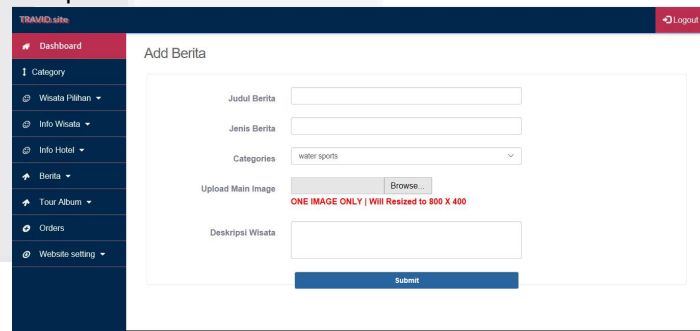 TRAVID.site
Logout
Dashboard
Category
Wisata Pilihan
Info Wisata
Info Hotel
Berita
Tour Album
Orders
Website setting
Add Berita
Judul Berita
Jenis Berita
Categories water sports
Upload Main Image Browse...
ONE IMAGE ONLY | Will Resized to 800 X 400
Deskripsi Wisata
Submit